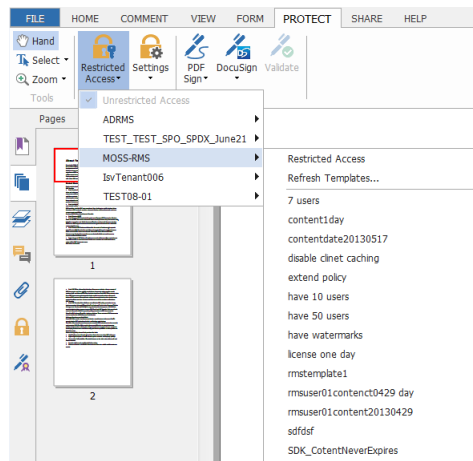 FILE HOME COMMENT VIEW FORM PROTECT SHARE HELP
Hand
Select
Zoom
Tools
Restricted Access
Settings
PDF Sign
DocuSign
Validate
Pages
Unrestricted Access
ADRMS
TEST_TEST_SPO_SPDX_June21
MOSS-RMS
IsvTenant006
TEST08-01
Restricted Access
Refresh Templates...
7 users
content1day
contentdate20130517
disable clinet caching
extend policy
have 10 users
have 50 users
have watermarks
license one day
rmstemplate1
rmsuser01contenct0429 day
rmsuser01content20130429
sdfdsf
SDK_CotentNeverExpires
1
2